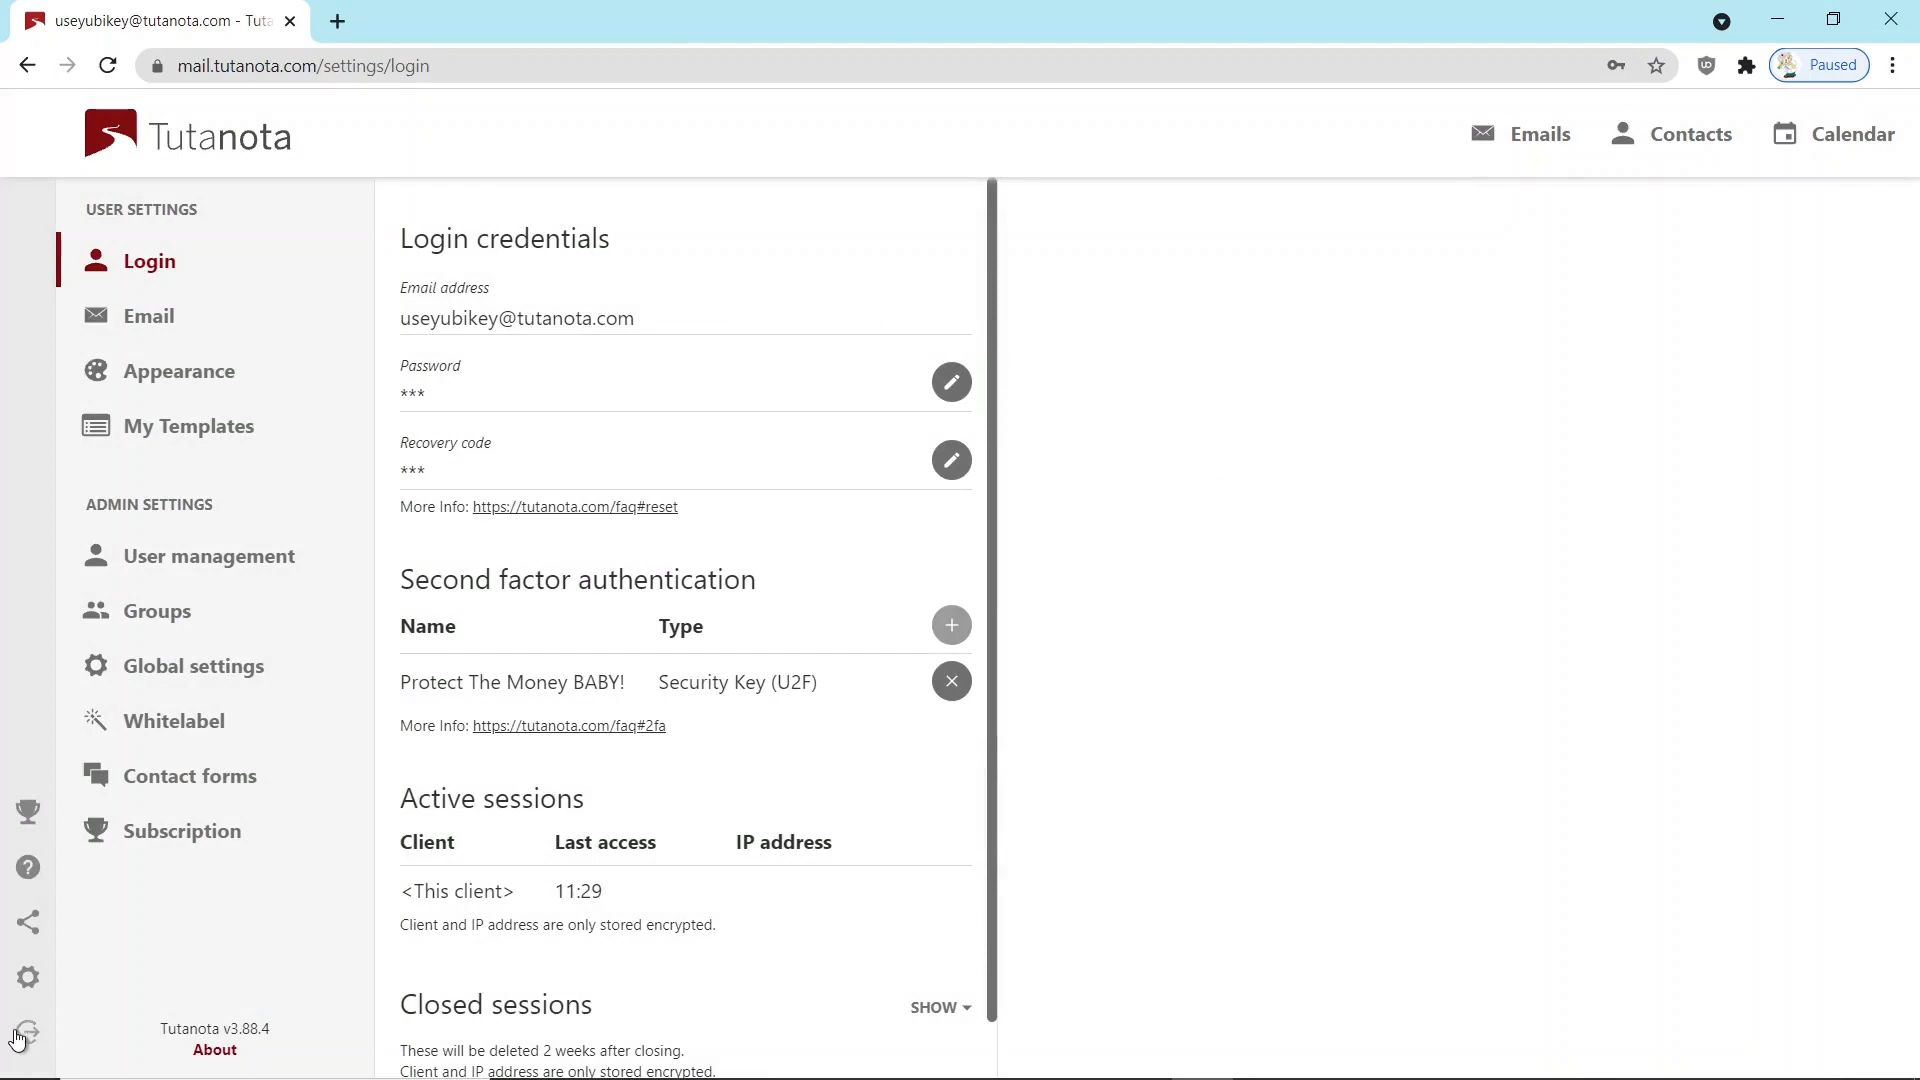 useyubikey@tutanota.com - Tuta
mail.tutanota.com/settings/login
Paused
Tutanota
Emails
Contacts
Calendar
USER SETTINGS
Login
Email
Appearance
My Templates
ADMIN SETTINGS
User management
Groups
Global settings
Whitelabel
Contact forms
Subscription
Tutanota v3.88.4
About
Login credentials
Email address
useyubikey@tutanota.com
Password
***
Recovery code
***
More Info: https://tutanota.com/faq#reset
Second factor authentication
Name Type
Protect The Money BABY! Security Key (U2F)
More Info: https://tutanota.com/faq#2fa
Active sessions
Client Last access IP address
<This client> 11:29
Client and IP address are only stored encrypted.
Closed sessions SHOW
These will be deleted 2 weeks after closing.
Client and IP address are only stored encrypted.